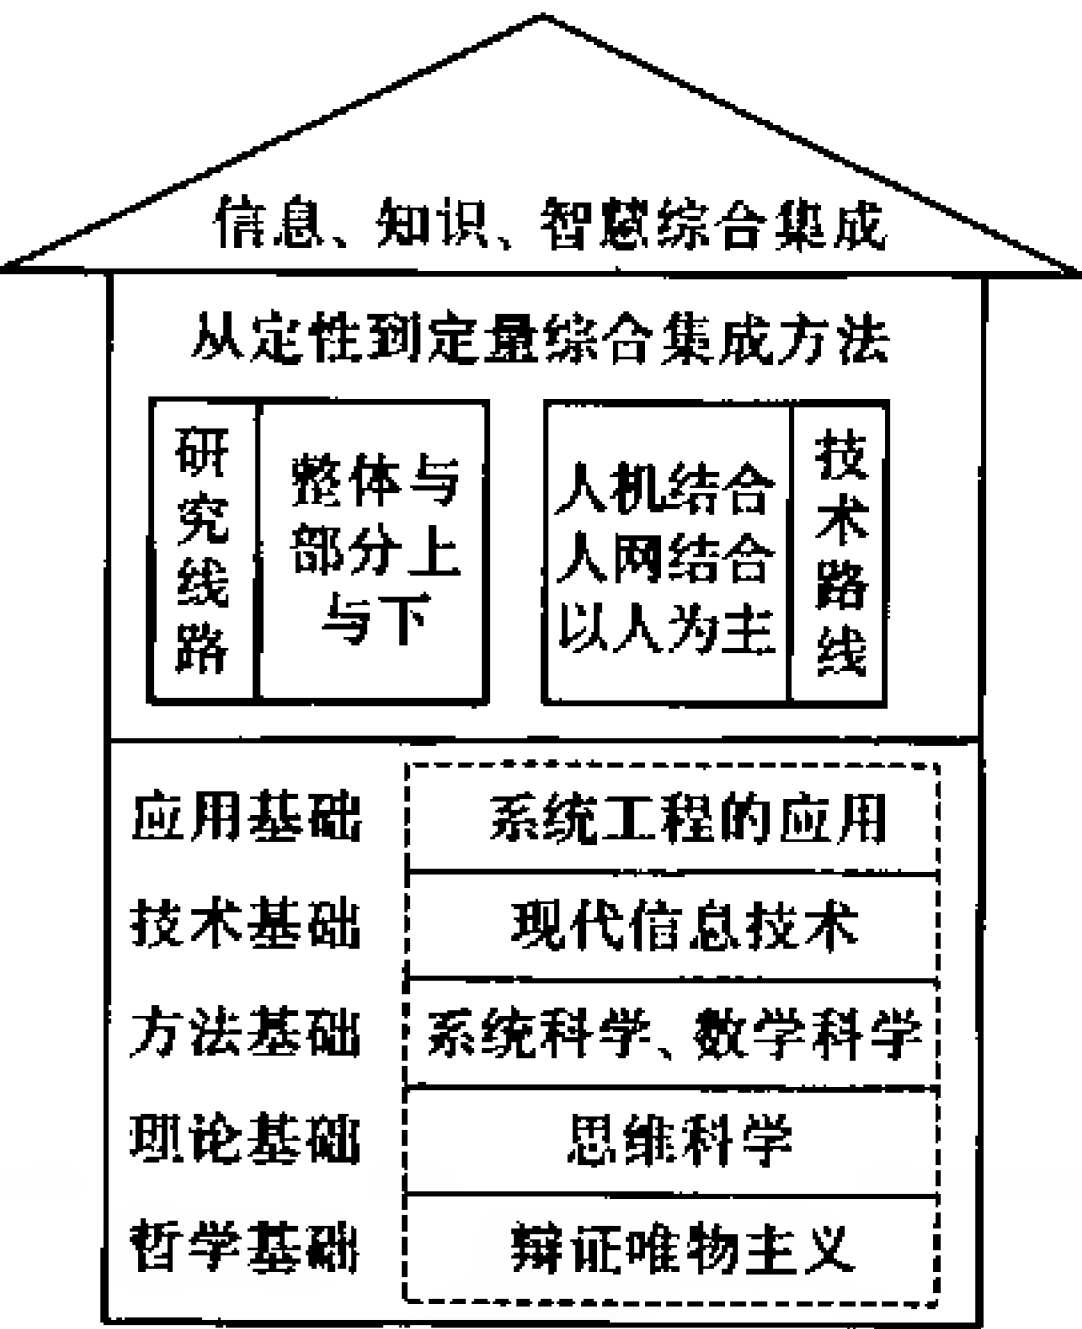 信息、知识、智慧综合集成
从定性到定量综合集成方法
研究线路
整体与
部分上
与下
人机结合
人网结合
以人为主
技术路线
应用基础
系统工程的应用
技术基础
现代信息技术
方法基础
系统科学、数学科学
理论基础
思维科学
哲学基础
辩证唯物主义